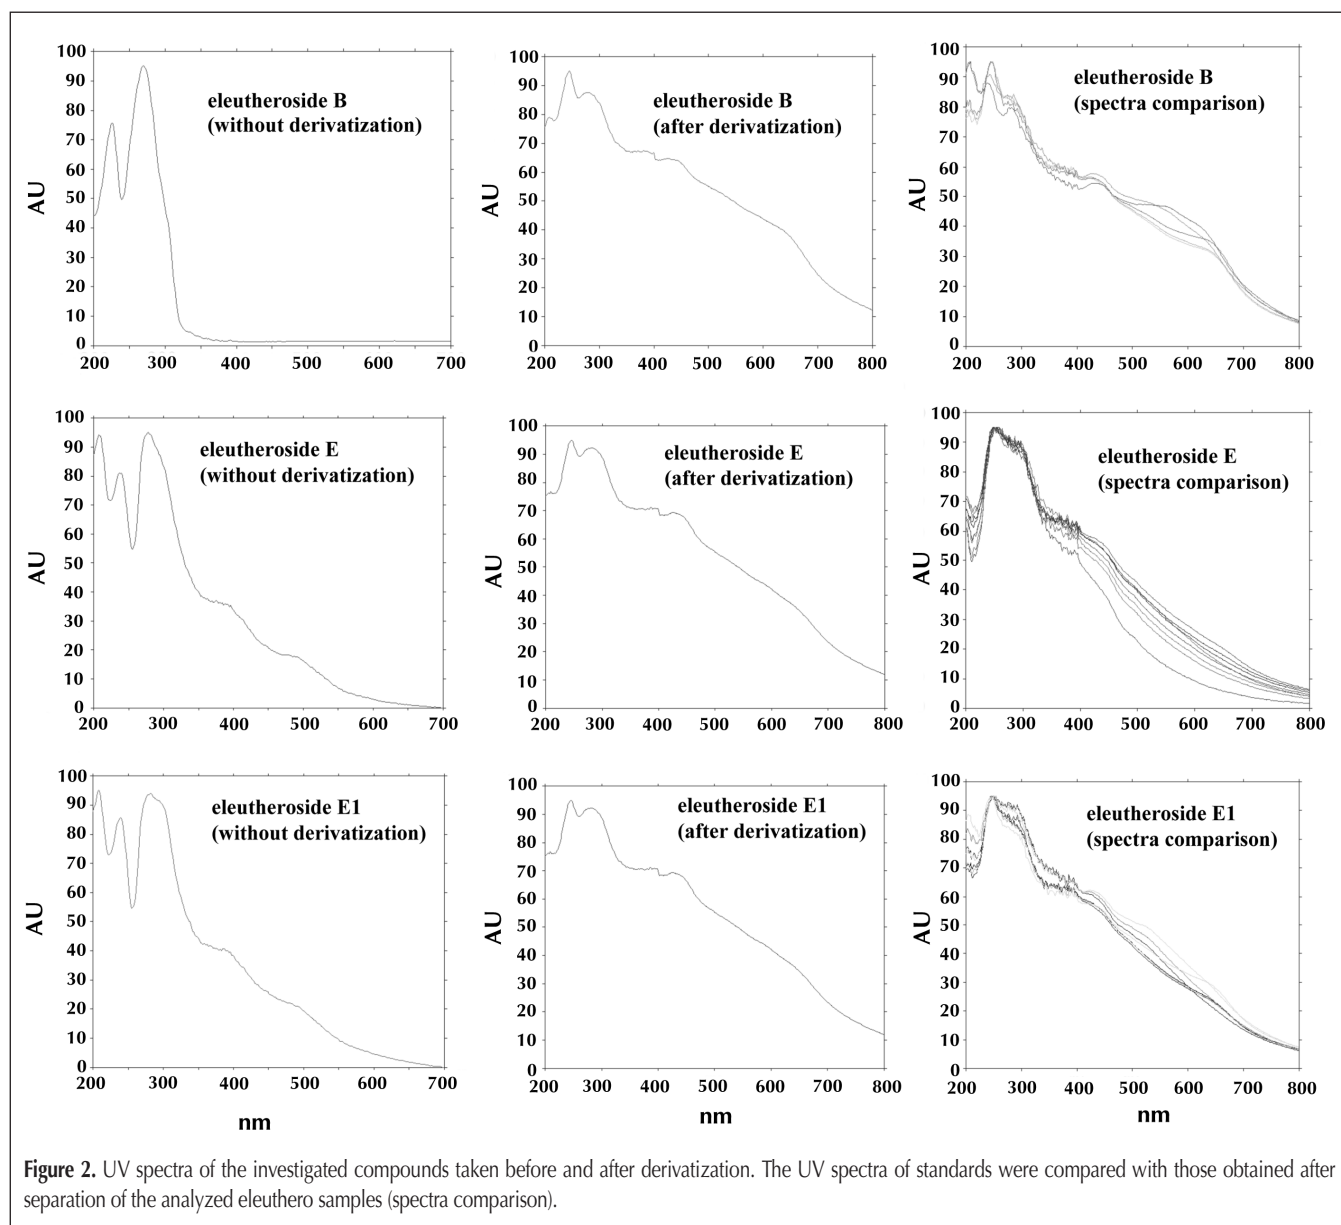 eleutheroside B
(without derivatization)
AU
100
90
80
70
60
50
40
30
20
10
0
200 300 400 500 600 700
eleutheroside B
(after derivatization)
AU
100
90
80
70
60
50
40
30
20
10
0
200 300 400 500 600 700 800
eleutheroside B
(spectra comparison)
AU
100
90
80
70
60
50
40
30
20
10
0
200 300 400 500 600 700 800
eleutheroside E
(without derivatization)
AU
100
90
80
70
60
50
40
30
20
10
0
200 300 400 500 600 700
eleutheroside E
(after derivatization)
AU
100
90
80
70
60
50
40
30
20
10
0
200 300 400 500 600 700 800
eleutheroside E
(spectra comparison)
AU
100
90
80
70
60
50
40
30
20
10
0
200 300 400 500 600 700 800
eleutheroside E1
(without derivatization)
AU
100
90
80
70
60
50
40
30
20
10
0
200 300 400 500 600 700
nm
eleutheroside E1
(after derivatization)
AU
100
90
80
70
60
50
40
30
20
10
0
200 300 400 500 600 700 800
nm
eleutheroside E1
(spectra comparison)
AU
100
90
80
70
60
50
40
30
20
10
0
200 300 400 500 600 700 800
nm
Figure 2. UV spectra of the investigated compounds taken before and after derivatization. The UV spectra of standards were compared with those obtained after
separation of the analyzed eleuthero samples (spectra comparison).